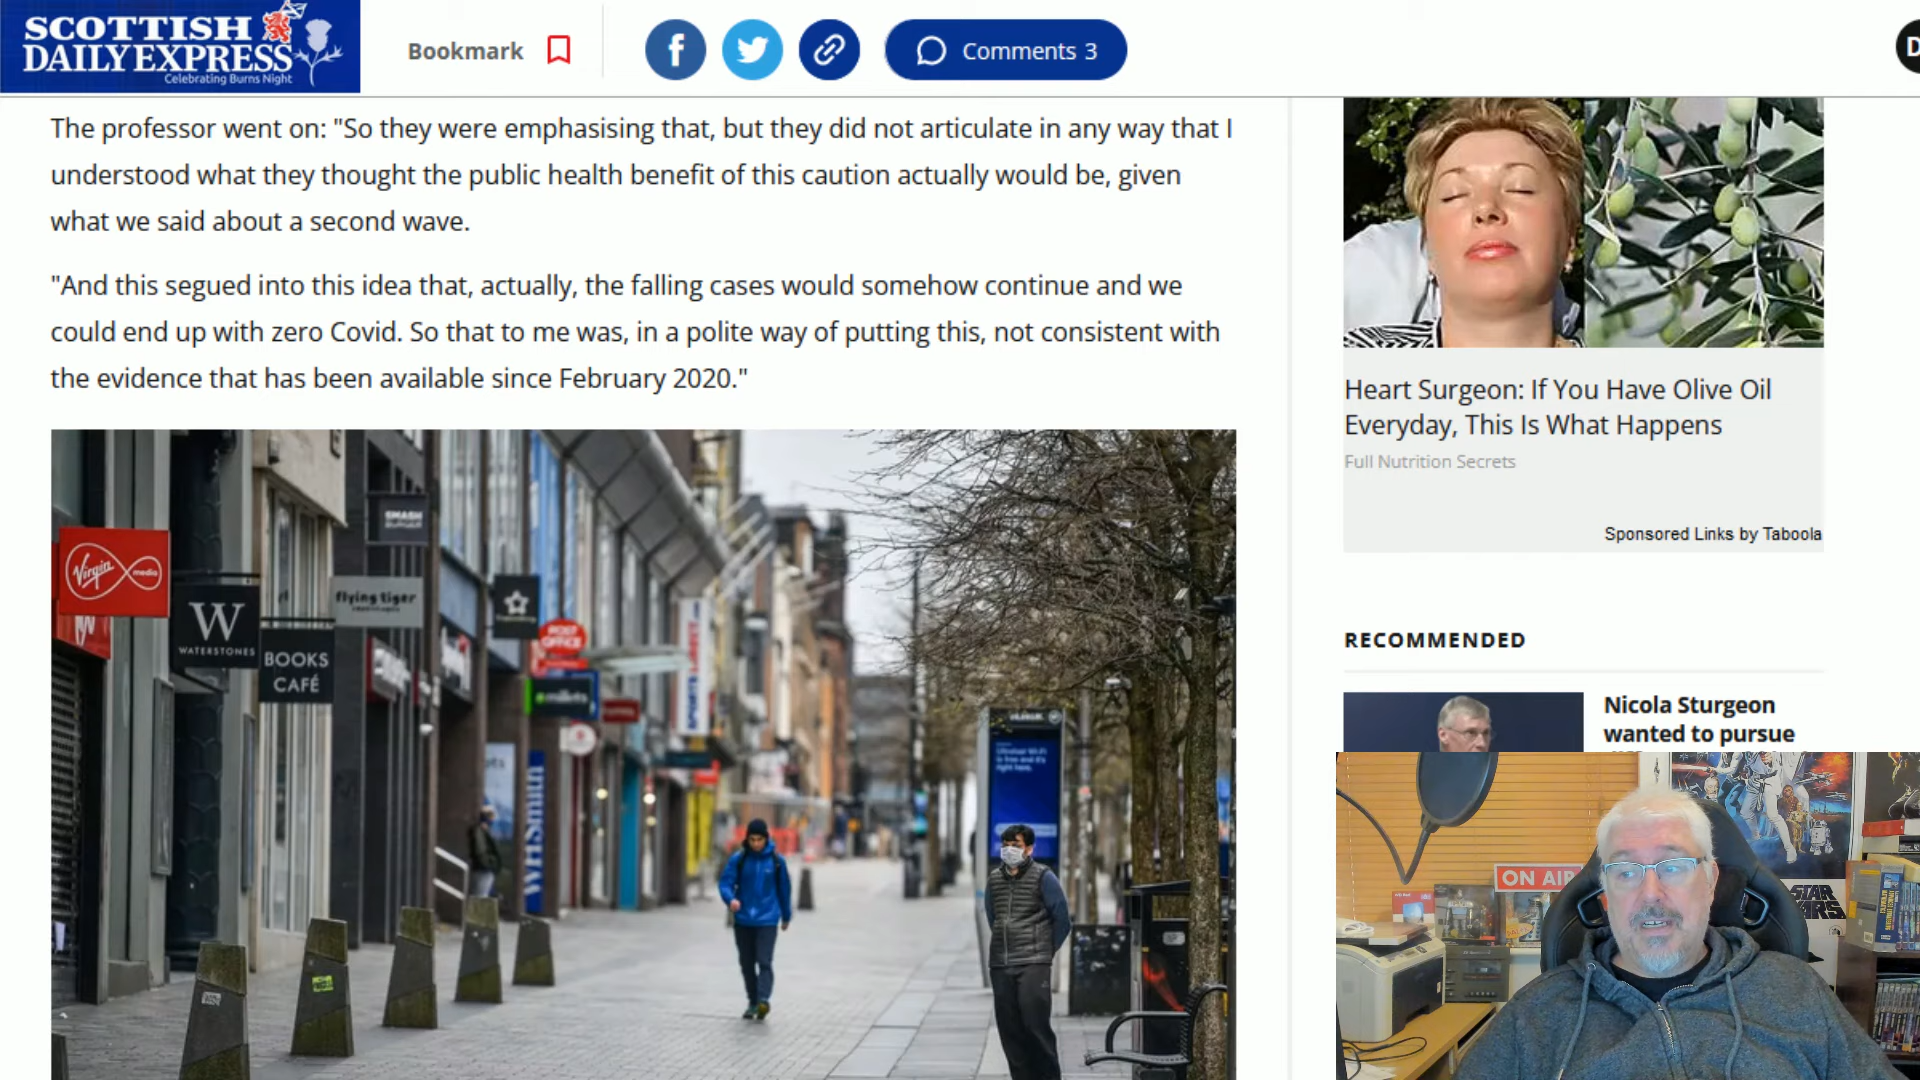 SCOTTISH
DAILY EXPRESS
Celebrating Burns Night
Bookmark
Comments 3
D
The professor went on: "So they were emphasising that, but they did not articulate in any way that I
understood what they thought the public health benefit of this caution actually would be, given
what we said about a second wave.
"And this segued into this idea that, actually, the falling cases would somehow continue and we
could end up with zero Covid. So that to me was, in a polite way of putting this, not consistent with
the evidence that has been available since February 2020."
Heart Surgeon: If You Have Olive Oil
Everyday, This Is What Happens
Full Nutrition Secrets
Sponsored Links by Taboola
RECOMMENDED
Nicola Sturgeon
wanted to pursue
Virgin media
W
WATERSTONES
BOOKS
CAFÉ
flying tiger
SMASH
POST
OFFICE
millets
WHSmith
ON AIR
STAR
WARS